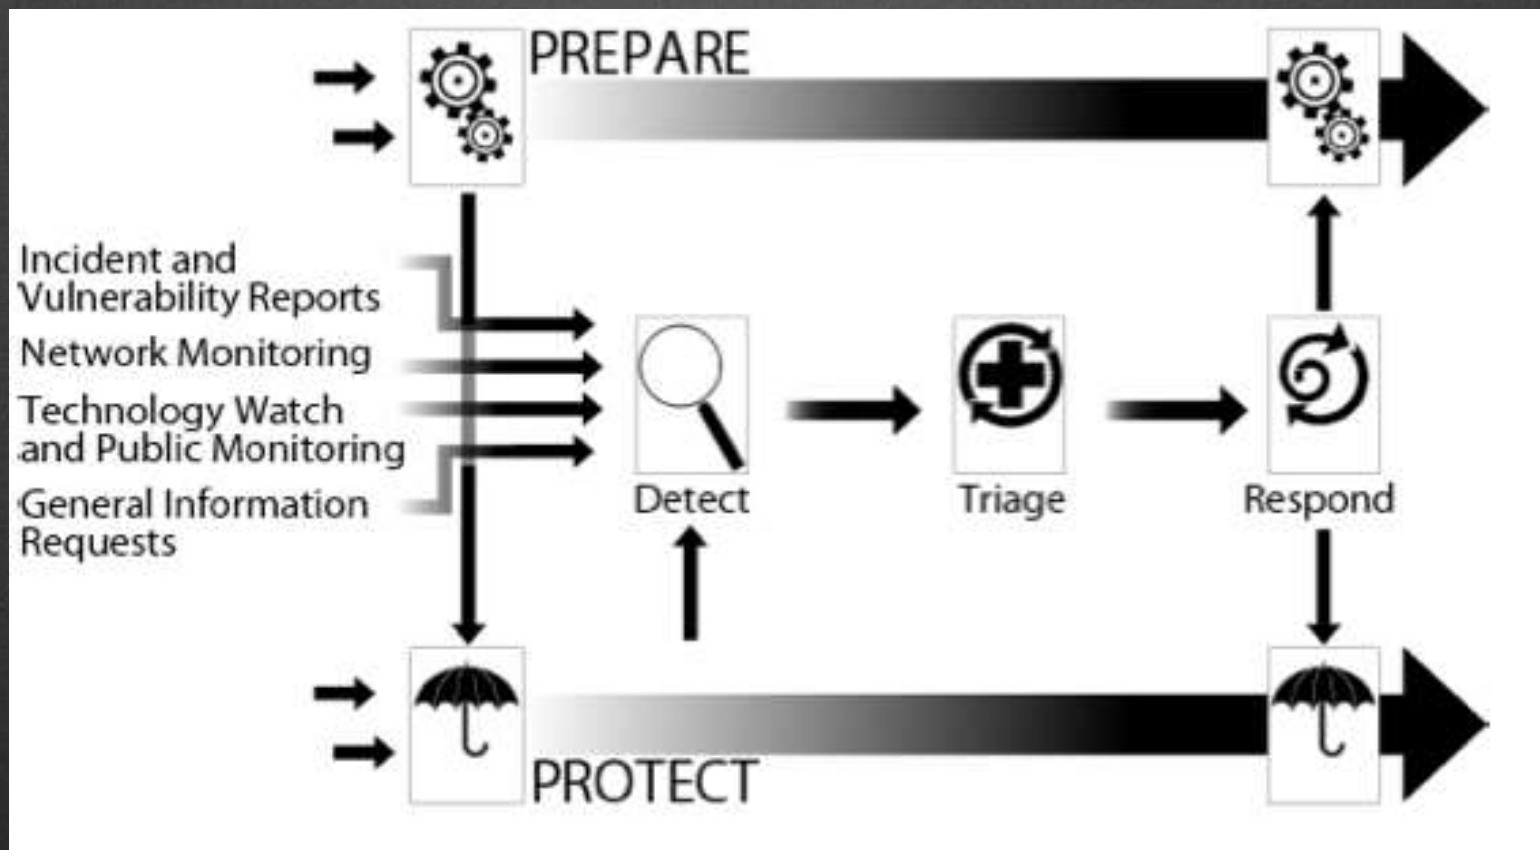 PREPARE
Incident and
Vulnerability Reports
Network Monitoring
Technology Watch
and Public Monitoring
General Information
Requests
Detect
Triage
Respond
PROTECT